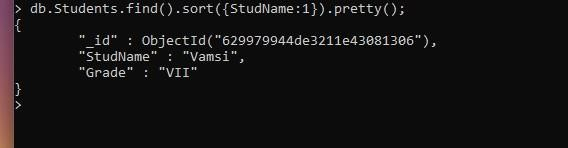 > db.Students.find().sort({StudName:1}).pretty();
{
        "_id" : ObjectId("629979944de3211e43081306"),
        "StudName" : "Vamsi",
        "Grade" : "VII"
}
>